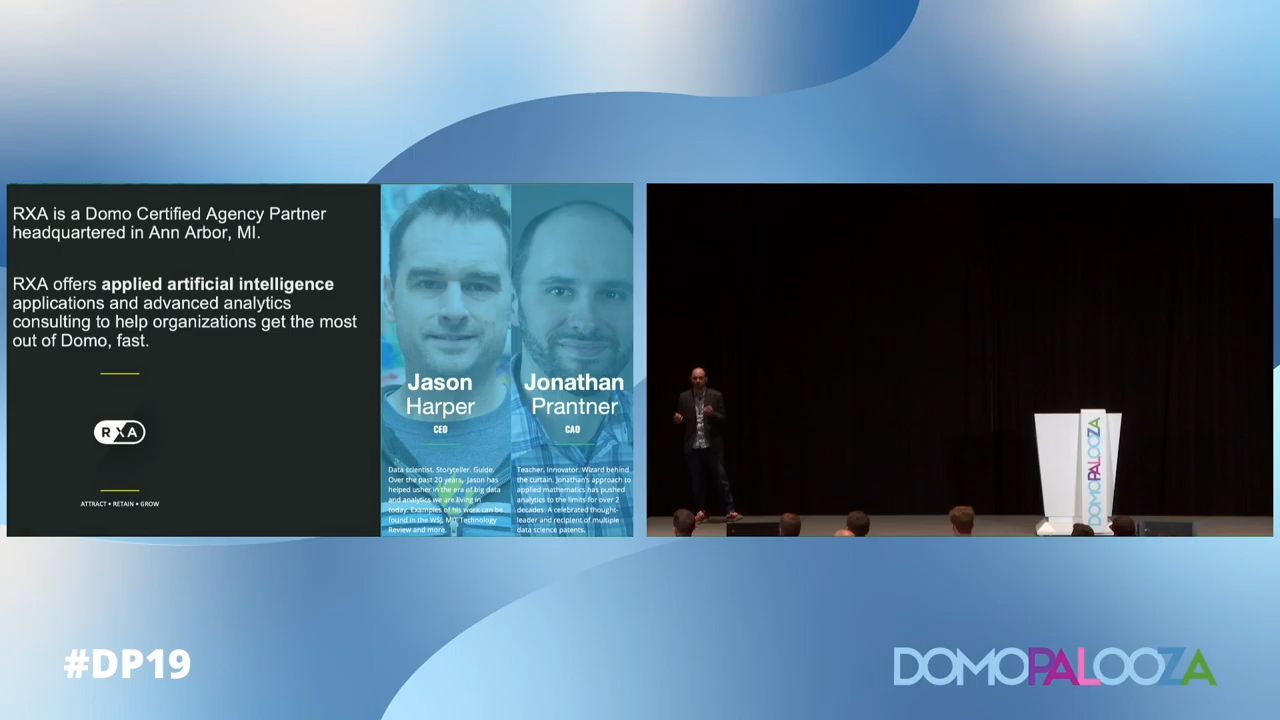 RXA is a Domo Certified Agency Partner
headquartered in Ann Arbor, MI.
RXA offers applied artificial intelligence
applications and advanced analytics
consulting to help organizations get the most
out of Domo, fast.
RXA
ATTRACT • RETAIN • GROW
Jason
Harper
CEO
Data scientist. Storyteller. Guide.
Over the past 20 years, Jason has
helped usher in the era of big data
and analytics we are living in
today. Examples of his work can be
found in the WSJ, MIT Technology
Review and more.
Jonathan
Prantner
CAO
Teacher. Innovator. Wizard behind
the curtain. Jonathan's approach to
applied mathematics has pushed
analytics to the limits for over 2
decades. A celebrated thought-
leader and recipient of multiple
data science patents.
DOMOPALOOZA
#DP19
DOMOPALOOZA